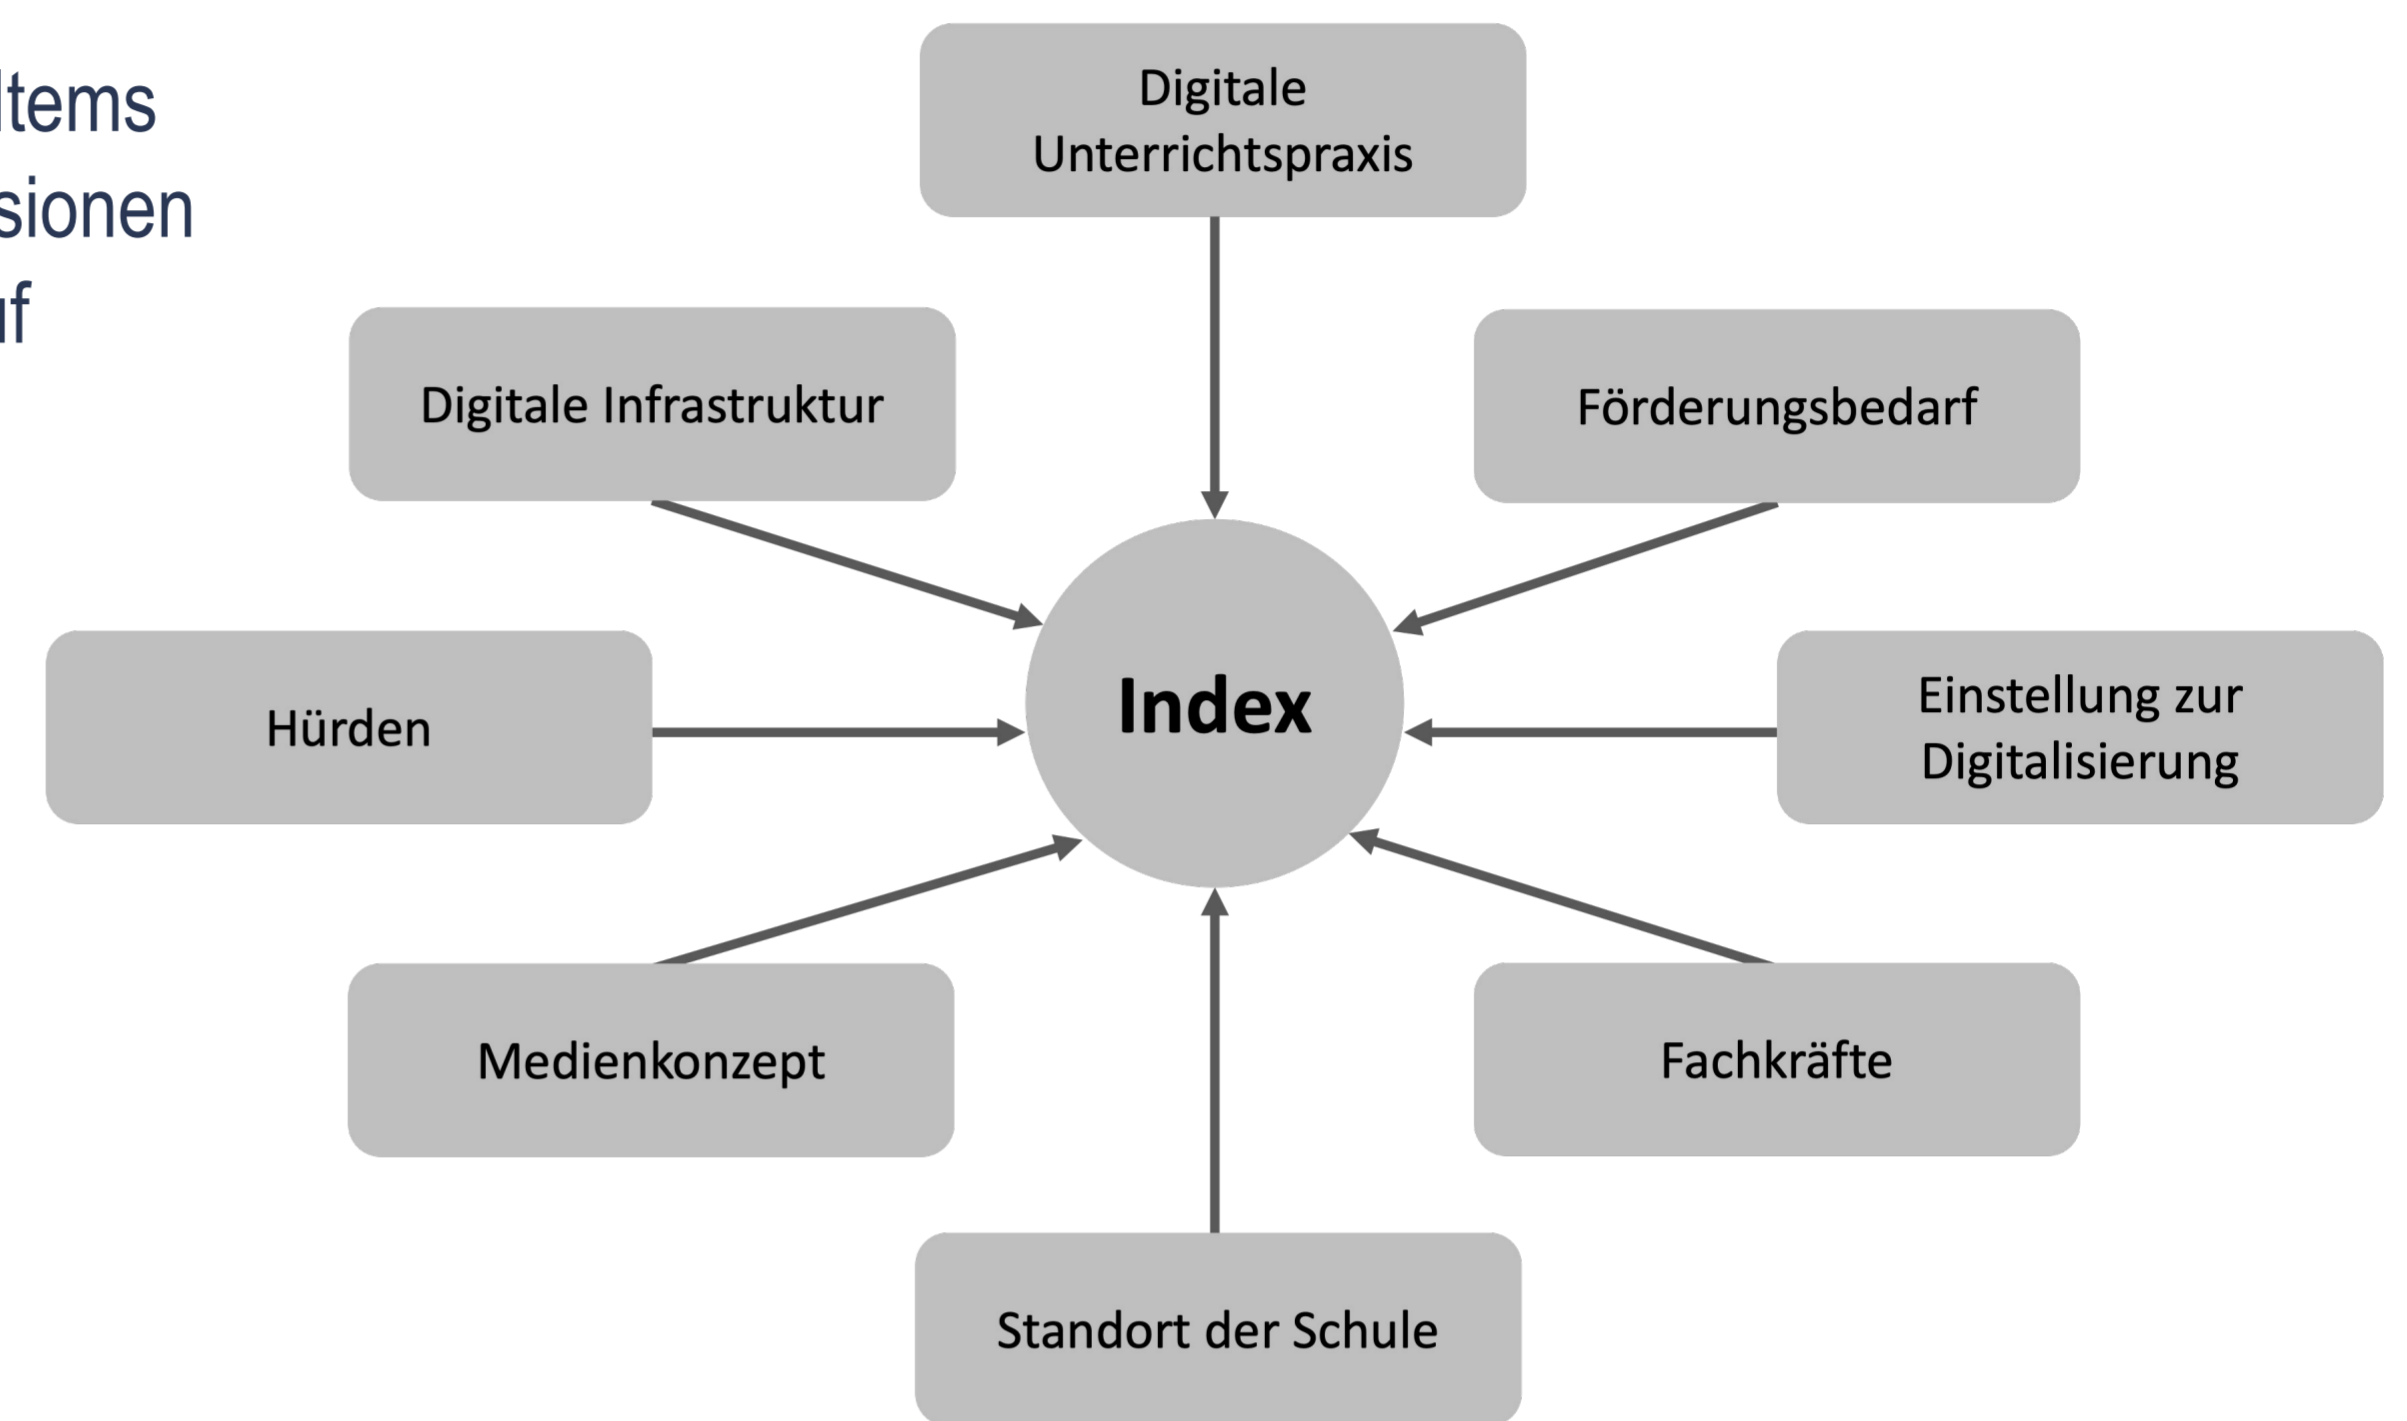 Items
sionen
uf
Digitale
Unterrichtspraxis
Digitale Infrastruktur
Förderungsbedarf
Hürden
Index
Einstellung zur
Digitalisierung
Medienkonzept
Fachkräfte
Standort der Schule